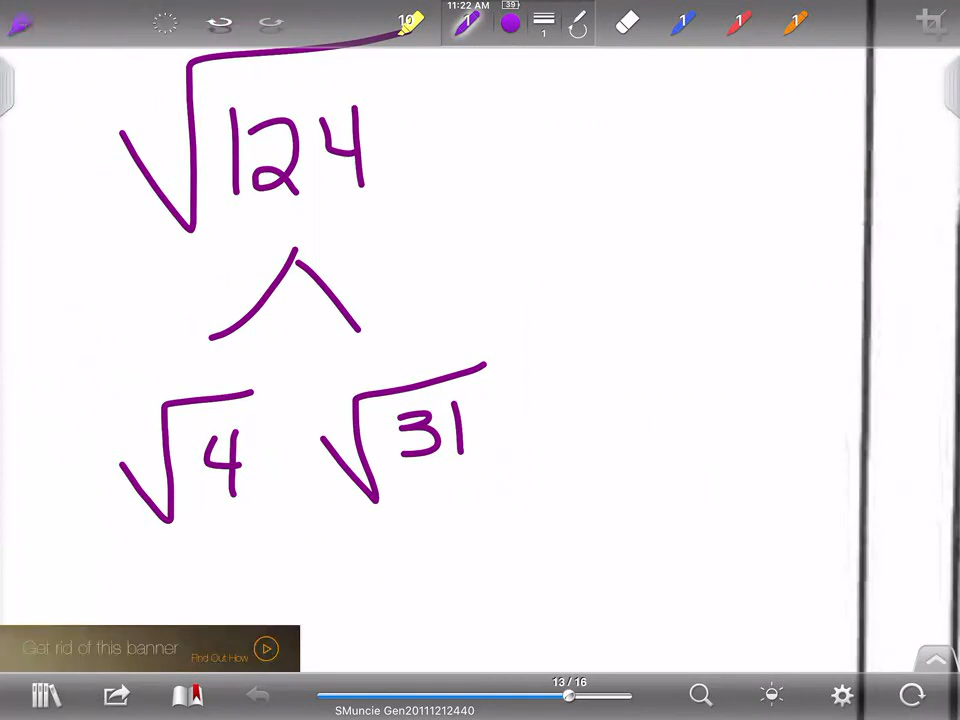 11:22 AM 39
10 1 1 1 1 1
√124
√4 √31
Get rid of this banner
Find Out How
13 / 16
SMuncie Gen20111212440